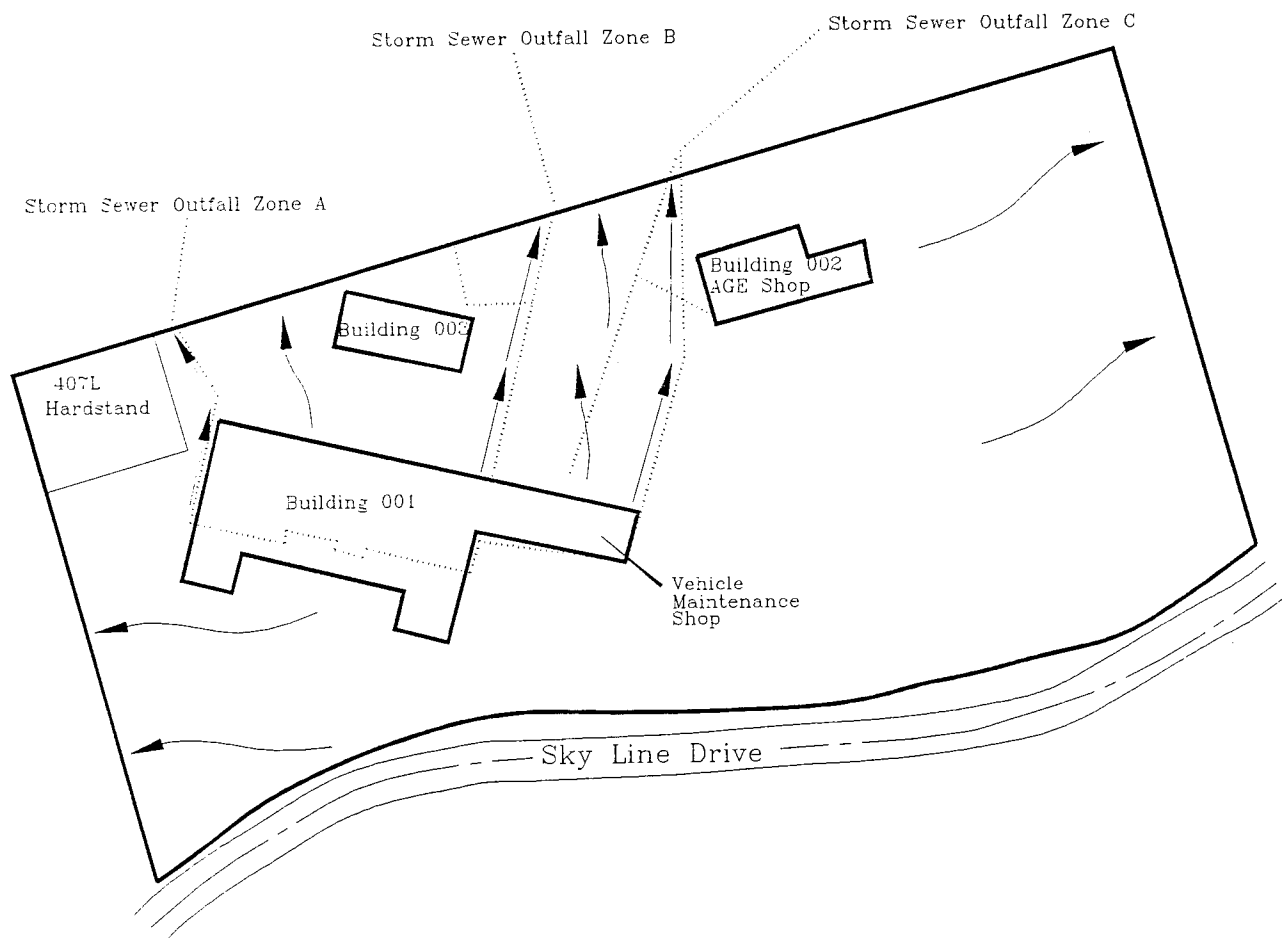 Storm Sewer Outfall Zone B
Storm Sewer Outfall Zone C
Storm Sewer Outfall Zone A
Building 002
AGE Shop
Building 003
407L
Hardstand
Building 001
Vehicle
Maintenance
Shop
Sky Line Drive